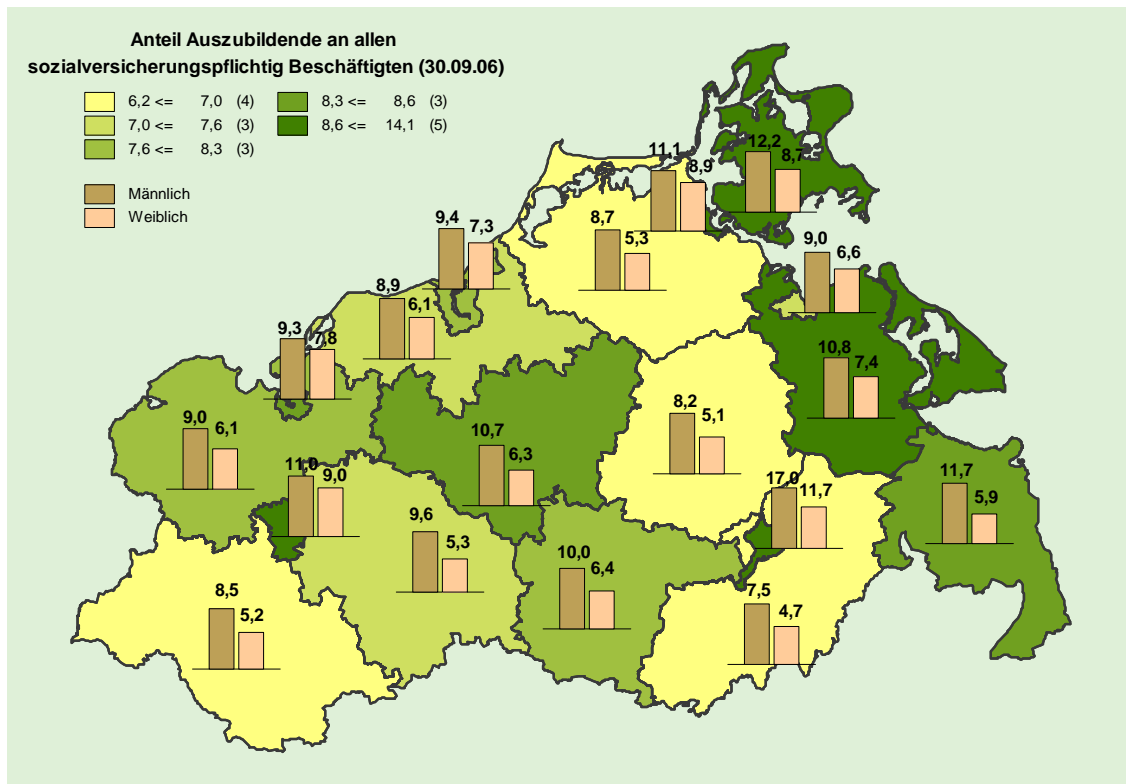 Anteil Auszubildende an allen
sozialversicherungspflichtig Beschäftigten (30.09.06)
6,2 <= 7,0 (4)
8,3 <= 8,6 (3)
7,0 <= 7,6 (3)
8,6 <= 14,1 (5)
7,6 <= 8,3 (3)
Männlich
Weiblich
12,2 8,7
11,1 8,9
8,7 5,3
9,4 7,3
9,0 6,6
8,9 6,1
9,3 7,8
10,8 7,4
8,2 5,1
9,0 6,1
10,7 6,3
11,0 9,0
17,0 11,7
11,7 5,9
9,6 5,3
10,0 6,4
8,5 5,2
7,5 4,7